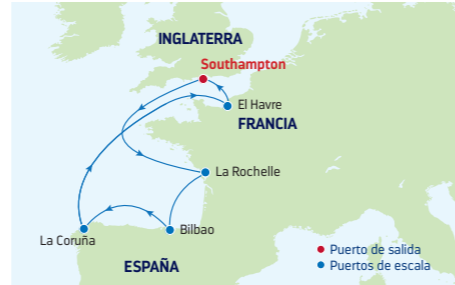 INGLATERRA
Southampton
El Havre
FRANCIA
La Rochelle
Bilbao
La Coruña
ESPAÑA
Puerto de salida
Puertos de escala